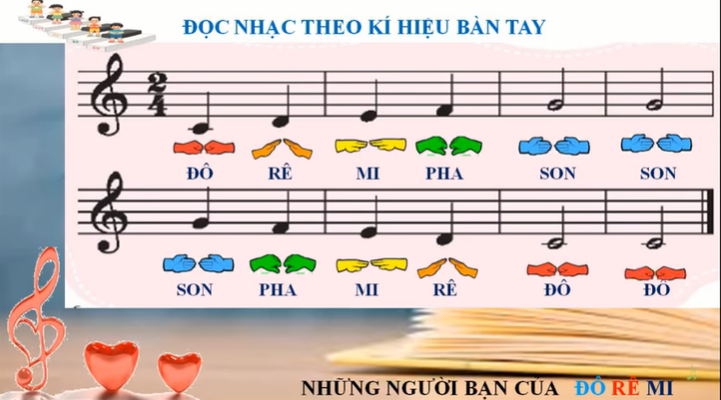 ĐỌC NHẠC THEO KÍ HIỆU BÀN TAY
2
4
ĐÔ RÊ MI PHA SON SON
SON PHA MI RÊ ĐÔ ĐÔ
NHỮNG NGƯỜI BẠN CỦA ĐÔ RÊ MI